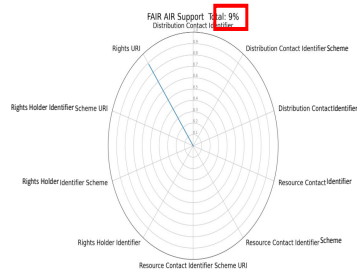 FAIR AIR Support Total: 9%
Distribution Contact Identifier
Rights URI
Distribution Contact Identifier Scheme
Rights Holder Identifier Scheme URI
Distribution ContactIdentifier
Rights Holder Identifier Scheme
Resource Contact Identifier
Rights Holder Identifier
Resource Contact Identifier Scheme
Resource Contact Identifier Scheme URI